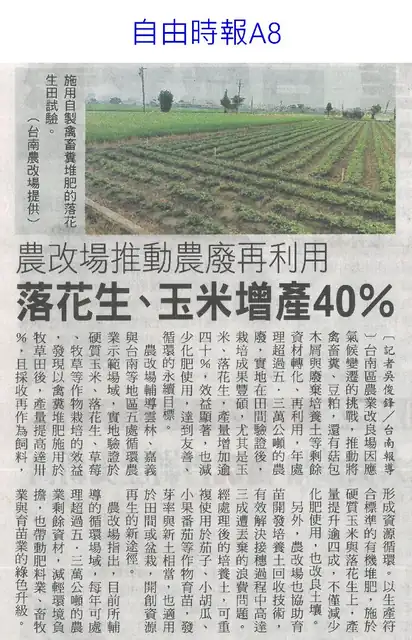 自由時報A8
施用自製禽畜糞堆肥的落花
生田試驗。
（台南農改場提供）
農改場推動農廢再利用
落花生、玉米增產40%
〔記者吳俊鋒／台南報導
〕台南區農業改良場因應
氣候變遷的挑戰，推動將
禽畜糞、豆粕，還有菇包
木屑與廢棄培養土等剩餘
資材轉化、再利用，年處
理超過五．三萬公噸的農
廢，實地在田間驗證後，
栽培成果豐碩，尤其是玉
米、落花生，產量增加逾
四十%，效益顯著，也減
少化肥使用，達到友善、
循環的永續目標。
農改場輔導雲林、嘉義
與台南等地區五處循環農
業示範場域，實地驗證於
硬質玉米、落花生、草莓
、牧草等作物栽培的效益
，發現以禽糞堆肥施用於
牧草田後，產量提高達卅
%，且採收再作為飼料，
形成資源循環，以生產符
合標準的有機堆肥，施於
硬質玉米與落花生上，產
量提升逾四成，不僅減少
化肥使用，也改良土壤。
另外，農改場也協助育
苗開發培養土回收技術，
有效解決接穗過程中高達
三成遭丟棄的浪費問題。
經處理後的培養土，可重
複使用於茄子、小胡瓜、
小果番茄等作物育苗，發
芽率與新土相當，也適用
於田間或盆栽，開創資源
再生的新途徑。
農改場指出，目前所輔
導的循環場域，每年可處
理超過五．三萬公噸的農
業剩餘資材，減輕環境負
擔，也帶動肥料業、畜牧
業與育苗業的綠色升級。